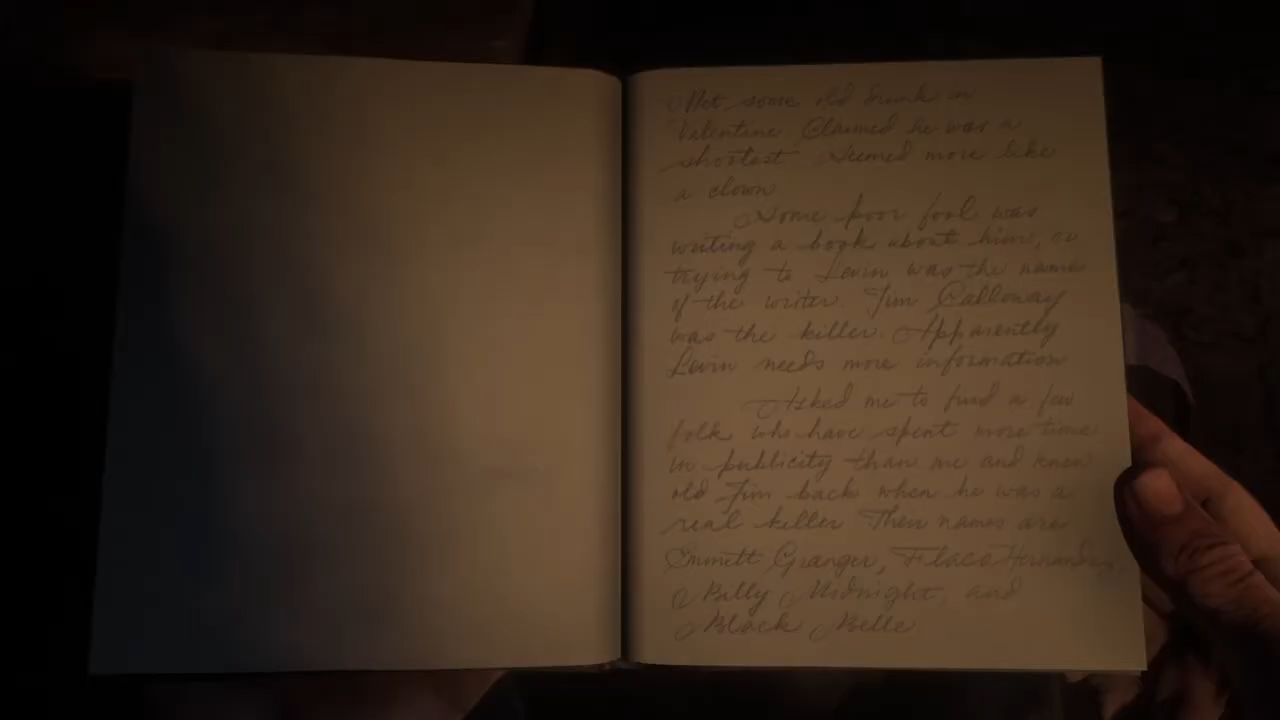 Met some old drunk in
Valentine. Claimed he was a
shootist. Seemed more like
a clown
Some poor fool was
writing a book about him, or
trying to Levin was the name
of the writer. Jim Calloway
was the killer. Apparently
Levin needs more information
Asked me to find a few
folk who have spent more time
in publicity than me and knew
old Jim back when he was a
real killer Their names are
Emmett Granger, Flaco Hernandez,
Billy Midnight, and
Black Belle